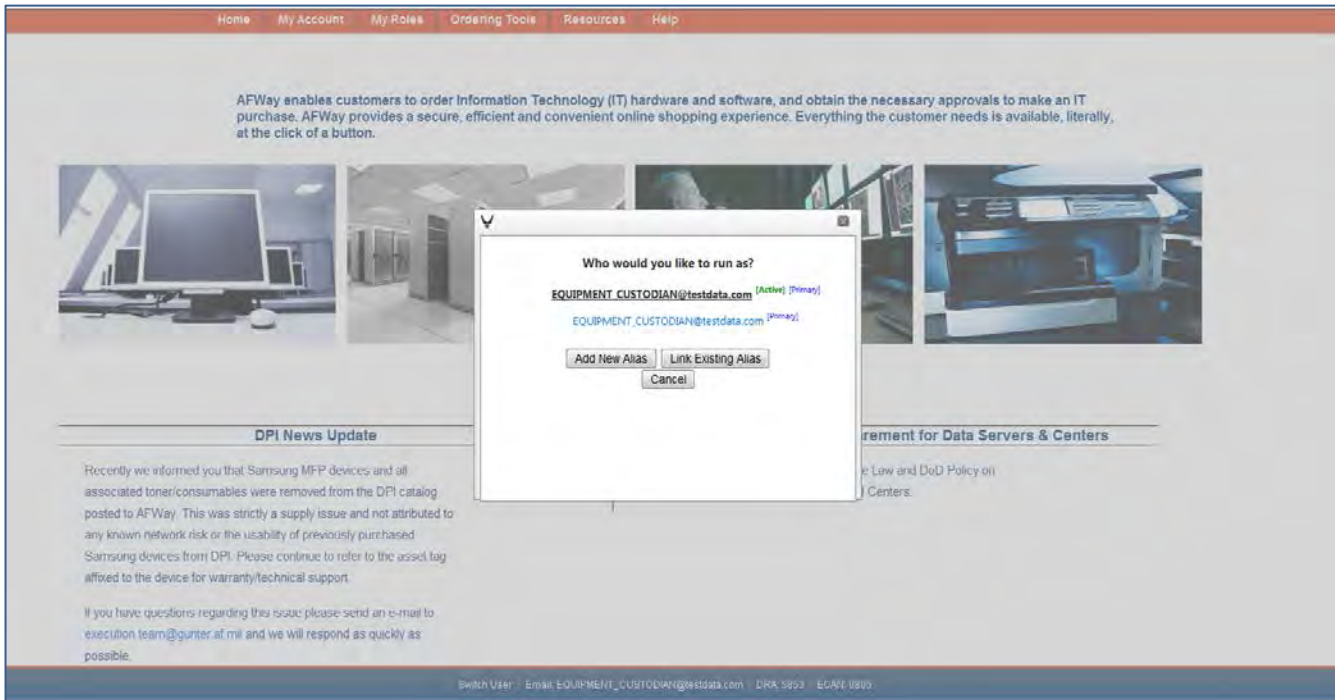 Home My Account My Roles Ordering Tools Resources Help
AFWay enables customers to order Information Technology (IT) hardware and software, and obtain the necessary approvals to make an IT
purchase. AFWay provides a secure, efficient and convenient online shopping experience. Everything the customer needs is available, literally,
at the click of a button.
Who would you like to run as?
EQUIPMENT_CUSTODIAN@testdata.com [Active] [Primary]
EQUIPMENT_CUSTODIAN@testdata.com [Primary]
Add New Alias Link Existing Alias
Cancel
DPI News Update
Recently we informed you that Samsung MFP devices and all
associated toner/consumables were removed from the DPI catalog
posted to AFWay. This was strictly a supply issue and not attributed to
any known network risk or the usability of previously purchased
Samsung devices from DPI. Please continue to refer to the asset tag
affixed to the device for warranty/technical support.
If you have questions regarding this issue please send an e-mail to
execution.team@gunter.af.mil and we will respond as quickly as
possible.
rement for Data Servers & Centers
e Law and DoD Policy on
Centers.
Switch User Email: EQUIPMENT_CUSTODIAN@testdata.com DRA: 5853 ECAN: 0805